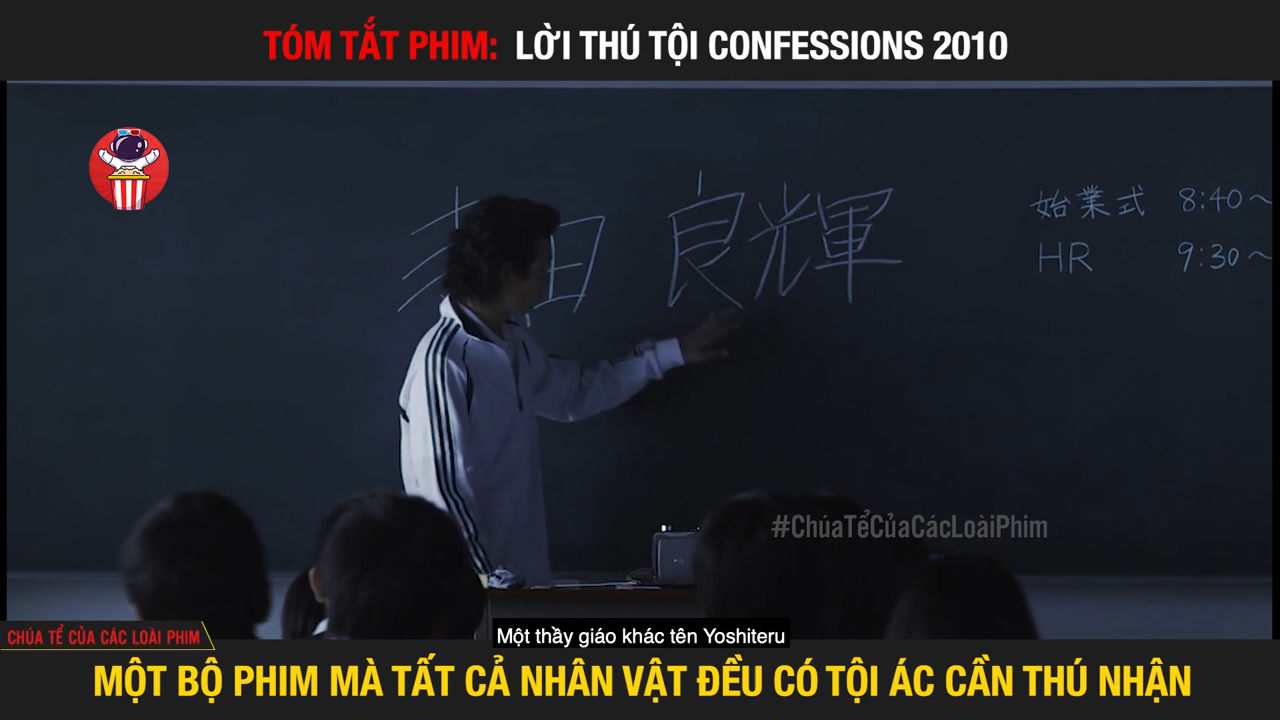 TÓM TẮT PHIM: LỜI THÚ TỘI CONFESSIONS 2010
田 良輝
始業式 8:40~
HR 9:30~
#ChúaTểCủaCácLoàiPhim
CHÚA TỂ CỦA CÁC LOÀI PHIM
Một thầy giáo khác tên Yoshiteru
MỘT BỘ PHIM MÀ TẤT CẢ NHÂN VẬT ĐỀU CÓ TỘI ÁC CẦN THÚ NHẬN